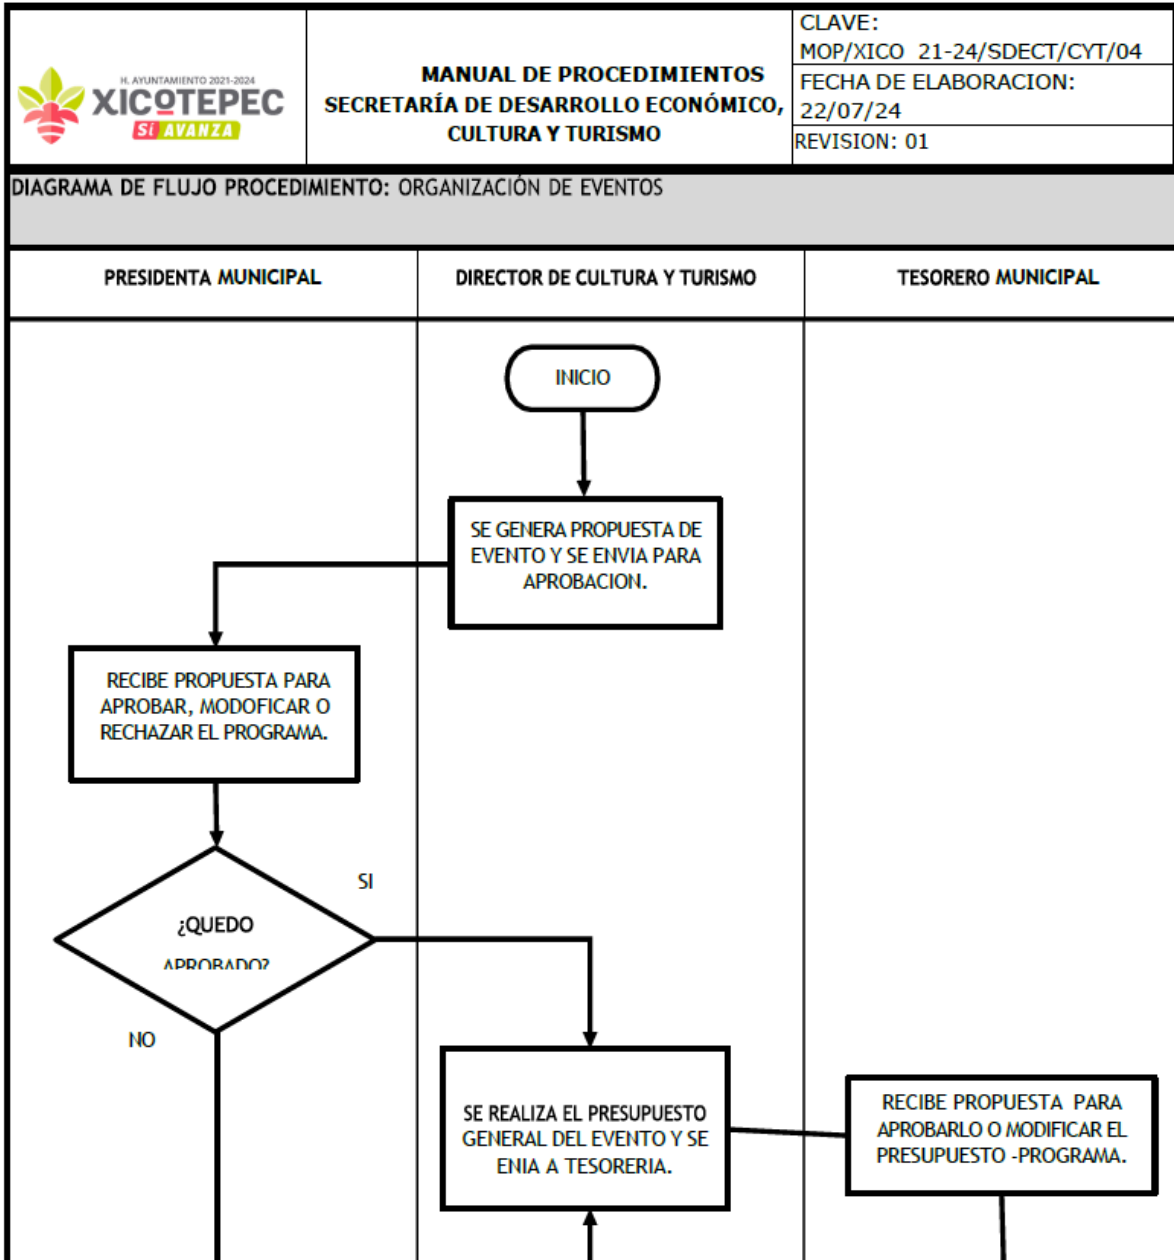 H. AYUNTAMIENTO 2021-2024
XICOTEPEC
Sí AVANZA
MANUAL DE PROCEDIMIENTOS
SECRETARÍA DE DESARROLLO ECONÓMICO,
CULTURA Y TURISMO
CLAVE:
MOP/XICO 21-24/SDECT/CYT/04
FECHA DE ELABORACION:
22/07/24
REVISION: 01
DIAGRAMA DE FLUJO PROCEDIMIENTO: ORGANIZACIÓN DE EVENTOS
PRESIDENTA MUNICIPAL
DIRECTOR DE CULTURA Y TURISMO
TESORERO MUNICIPAL
INICIO
SE GENERA PROPUESTA DE
EVENTO Y SE ENVIA PARA
APROBACION.
RECIBE PROPUESTA PARA
APROBAR, MODOFICAR O
RECHAZAR EL PROGRAMA.
SI
¿QUEDO
APROBADO?
NO
SE REALIZA EL PRESUPUESTO
GENERAL DEL EVENTO Y SE
ENIA A TESORERIA.
RECIBE PROPUESTA PARA
APROBARLO O MODIFICAR EL
PRESUPUESTO -PROGRAMA.